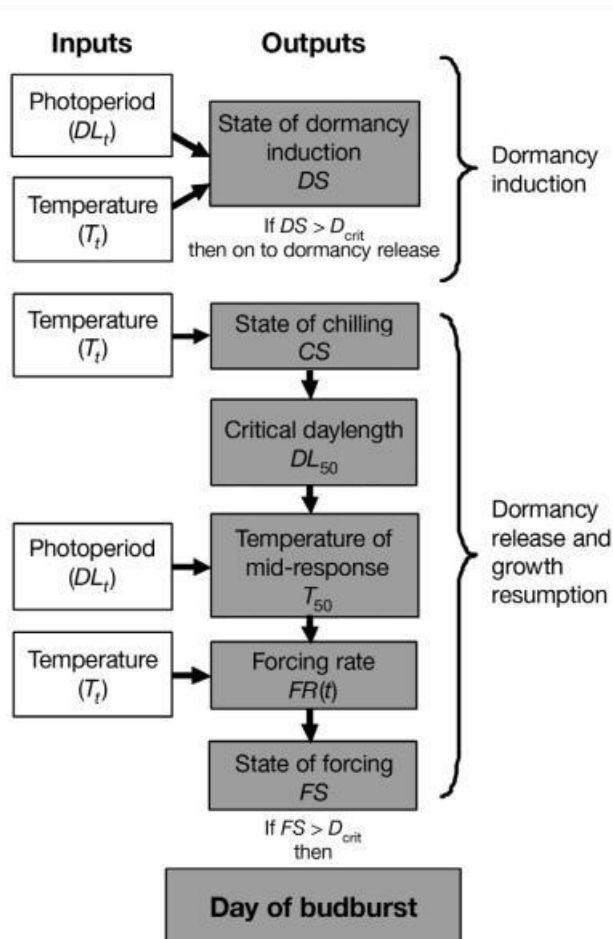 Inputs
Outputs
Photoperiod
(DLₜ)
State of dormancy
induction
DS
Dormancy
induction
Temperature
(Tₜ)
If DS > D_crit
then on to dormancy release
Temperature
(Tₜ)
State of chilling
CS
Critical daylength
DL₅₀
Dormancy
release and
growth
resumption
Photoperiod
(DLₜ)
Temperature of
mid-response
T₅₀
Temperature
(Tₜ)
Forcing rate
FR(t)
State of forcing
FS
If FS > D_crit
then
Day of budburst